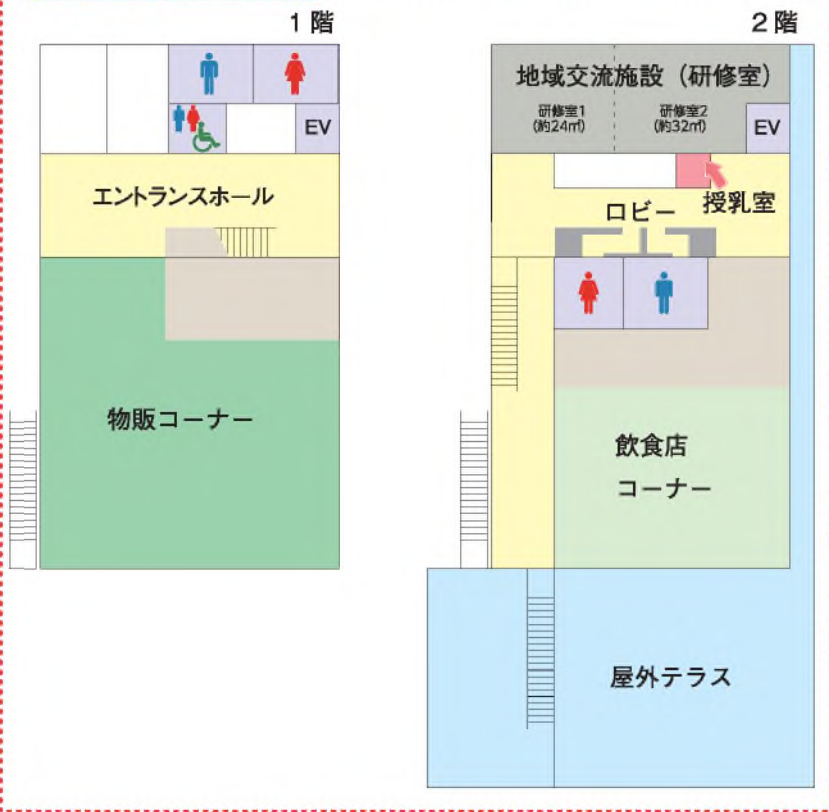 1階
EV
エントランスホール
物販コーナー
2階
地域交流施設（研修室）
研修室1
(約24㎡)
研修室2
(約32㎡)
EV
授乳室
ロビー
飲食店
コーナー
屋外テラス